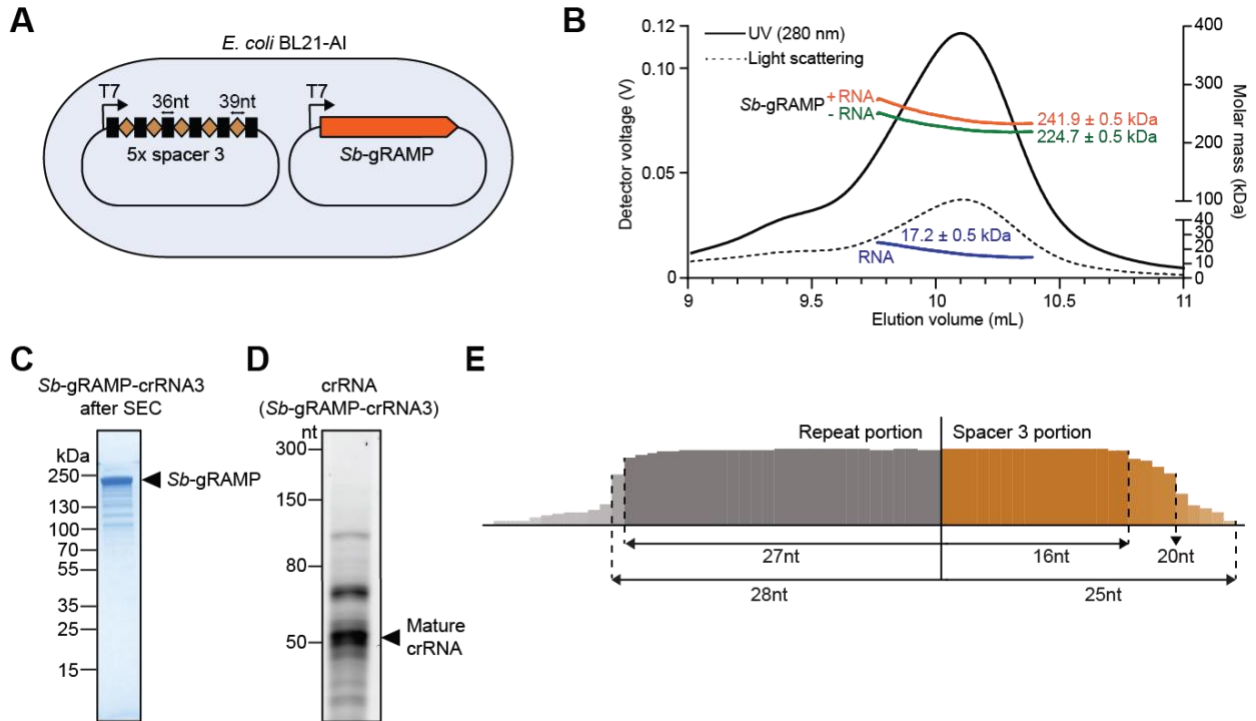 A
E. coli BL21-AI
T7
36nt
39nt
T7
5x spacer 3
Sb-gRAMP
B
0.12
0.10
0.05
0
Detector voltage (V)
UV (280 nm)
Light scattering
Sb-gRAMP +RNA
- RNA
241.9 ± 0.5 kDa
224.7 ± 0.5 kDa
17.2 ± 0.5 kDa
RNA
400
300
200
100
40
30
20
10
0
Molar mass (kDa)
9
9.5
10
10.5
11
Elution volume (mL)
C
Sb-gRAMP-crRNA3
after SEC
kDa
250
130
100
70
55
35
25
15
Sb-gRAMP
D
crRNA
(Sb-gRAMP-crRNA3)
nt
300
150
80
50
Mature
crRNA
E
Repeat portion
Spacer 3 portion
27nt
16nt
20nt
28nt
25nt